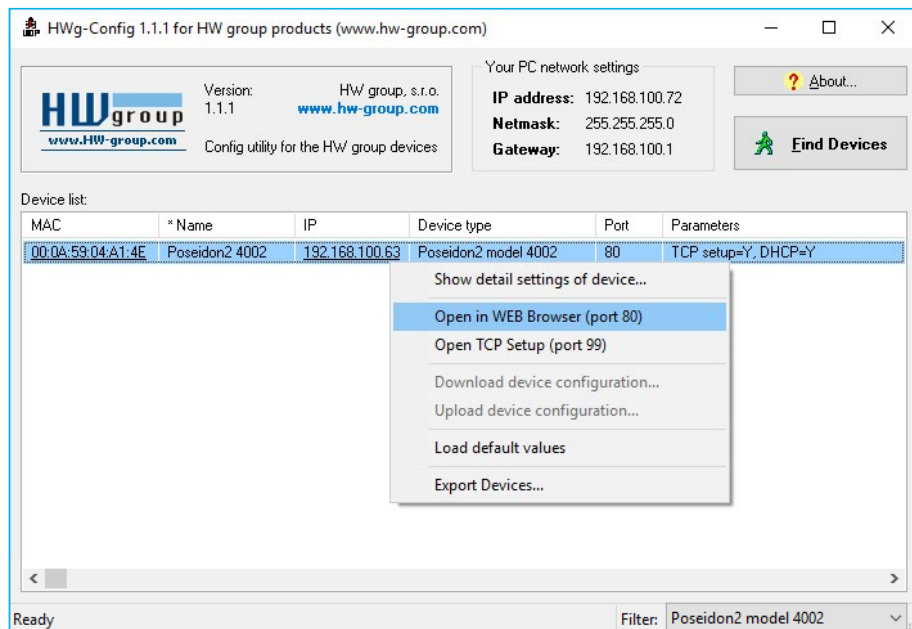 HWg-Config 1.1.1 for HW group products (www.hw-group.com)
HWgroup
www.HW-group.com
Version:
1.1.1
HW group, s.r.o.
www.hw-group.com
Config utility for the HW group devices
Your PC network settings
IP address: 192.168.100.72
Netmask: 255.255.255.0
Gateway: 192.168.100.1
About...
Find Devices
Device list:
MAC * Name IP Device type Port Parameters
00:0A:59:04:A1:4E Poseidon2 4002 192.168.100.63 Poseidon2 model 4002 80 TCP setup=Y, DHCP=Y
Show detail settings of device...
Open in WEB Browser (port 80)
Open TCP Setup (port 99)
Download device configuration...
Upload device configuration...
Load default values
Export Devices...
Ready
Filter: Poseidon2 model 4002